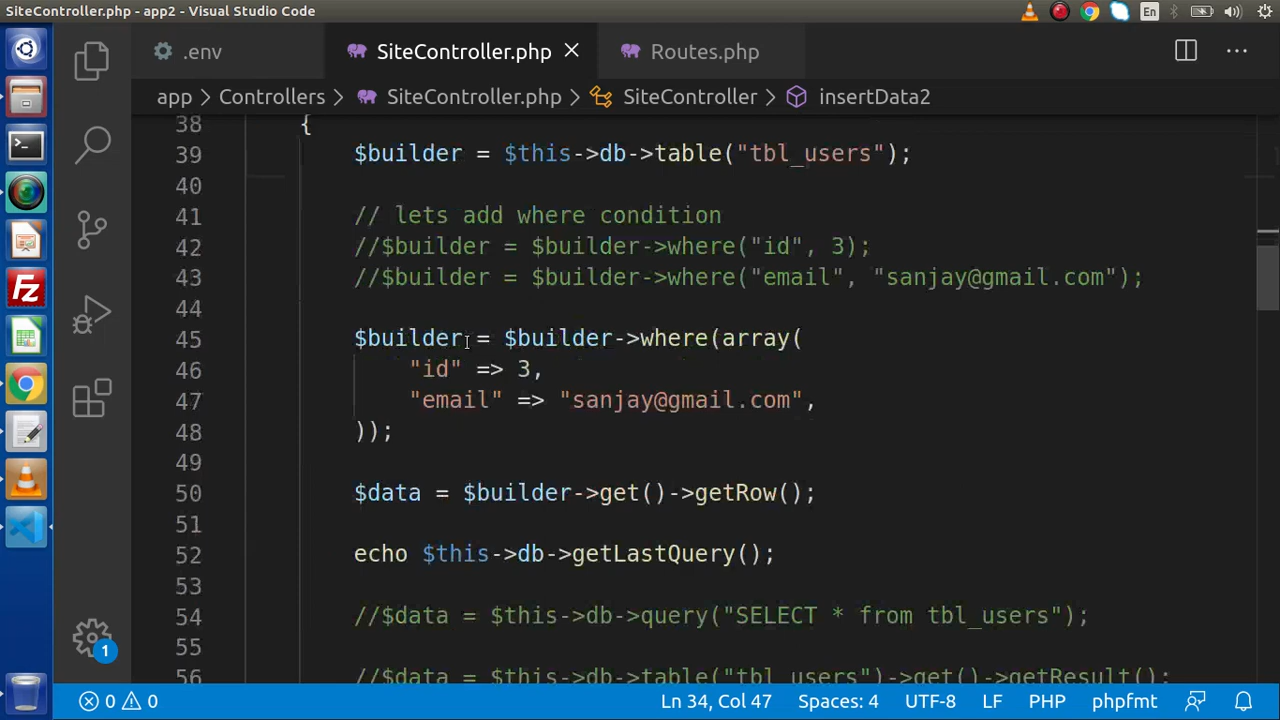 SiteController.php - app2 - Visual Studio Code
En
.env
SiteController.php
Routes.php
app > Controllers > SiteController.php > SiteController > insertData2
38 {
39 $builder = $this->db->table("tbl_users");
40
41 // lets add where condition
42 //$builder = $builder->where("id", 3);
43 //$builder = $builder->where("email", "sanjay@gmail.com");
44
45 $builder = $builder->where(array(
46 "id" => 3,
47 "email" => "sanjay@gmail.com",
48 ));
49
50 $data = $builder->get()->getRow();
51
52 echo $this->db->getLastQuery();
53
54 //$data = $this->db->query("SELECT * from tbl_users");
55
56 //$data = $this->db->table("tbl_users")->get()->getResult();
Fz
1
0 0
Ln 34, Col 47
Spaces: 4
UTF-8
LF
PHP
phpfmt